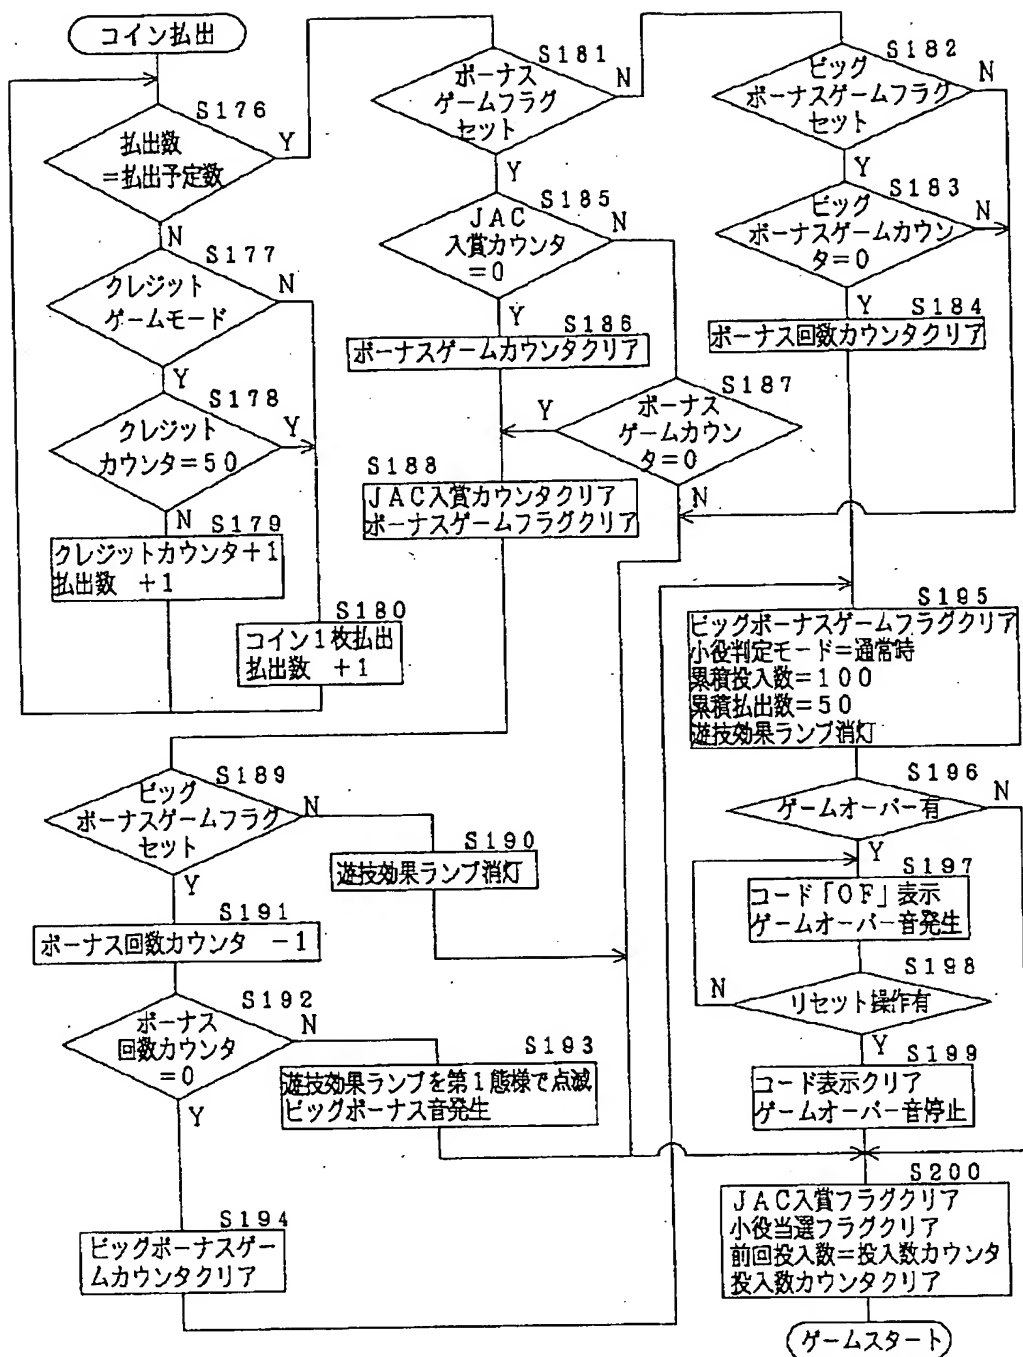 コイン払出
S176
払出数
=払出予定数
Y
N
S177
クレジット
ゲームモード
N
Y
S178
クレジット
カウンタ=50
Y
N
S179
クレジットカウンタ+1
払出数 +1
S180
コイン1枚払出
払出数 +1
S181
ボーナス
ゲームフラグ
セット
N
Y
S182
ビッグ
ボーナスゲームフラグ
セット
N
Y
S183
ビッグ
ボーナスゲームカウン
タ=0
N
Y
S184
ボーナス回数カウンタクリア
S185
JAC
入賞カウンタ
=0
N
Y
S186
ボーナスゲームカウンタクリア
S187
ボーナス
ゲームカウン
タ=0
Y
N
S188
JAC入賞カウンタクリア
ボーナスゲームフラグクリア
S189
ビッグ
ボーナスゲームフラグ
セット
N
Y
S190
遊技効果ランプ消灯
S191
ボーナス回数カウンタ -1
S192
ボーナス
回数カウンタ
=0
N
Y
S193
遊技効果ランプを第1態様で点滅
ビッグボーナス音発生
S194
ビッグボーナスゲー
ムカウンタクリア
S195
ビッグボーナスゲームフラグクリア
小役判定モード=通常時
累積投入数=100
累積払出数=50
遊技効果ランプ消灯
S196
ゲームオーバー有
N
Y
S197
コード「OF」表示
ゲームオーバー音発生
S198
リセット操作有
N
Y
S199
コード表示クリア
ゲームオーバー音停止
S200
JAC入賞フラグクリア
小役当選フラグクリア
前回投入数=投入数カウンタ
投入数カウンタクリア
ゲームスタート